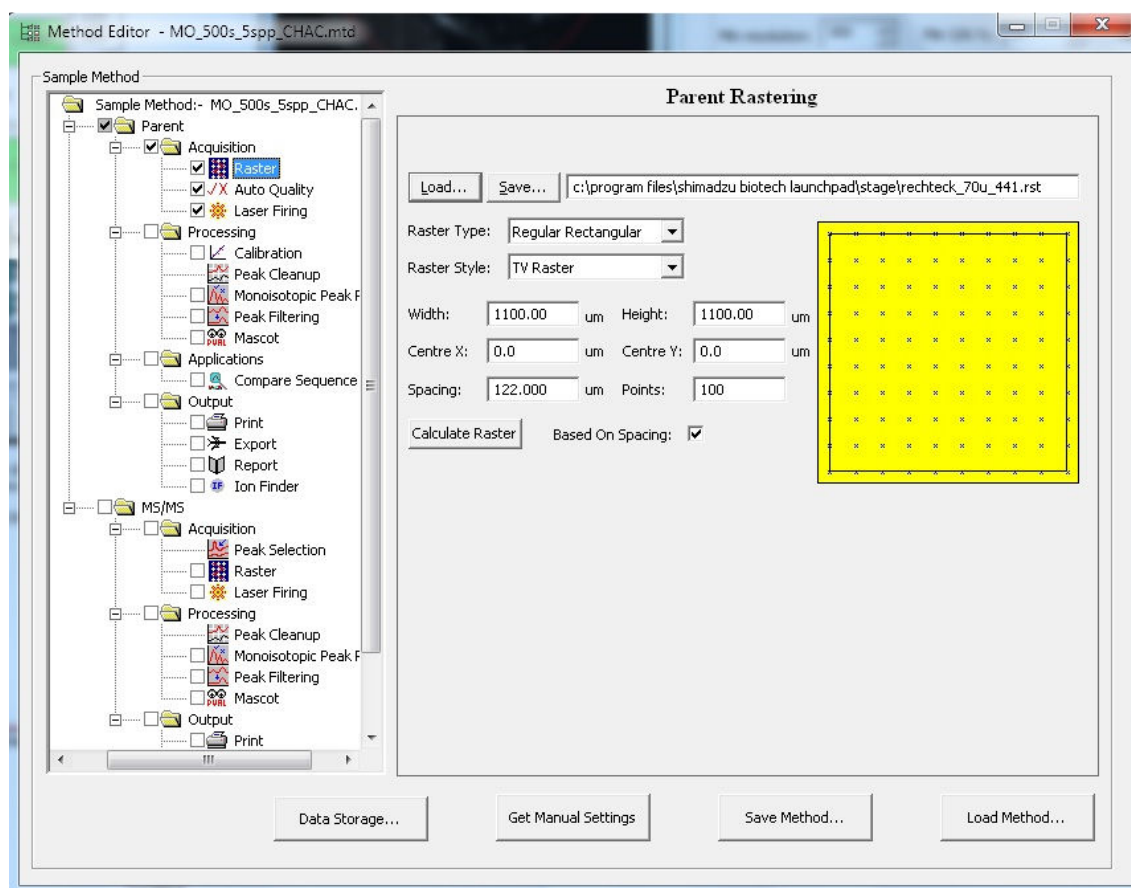 Method Editor - MO_500s_5spp_CHAC.mtd
Sample Method
Sample Method:- MO_500s_5spp_CHAC.
Parent
Acquisition
Raster
Auto Quality
Laser Firing
Processing
Calibration
Peak Cleanup
Monoisotopic Peak F
Peak Filtering
Mascot
Applications
Compare Sequence
Output
Print
Export
Report
IF Ion Finder
MS/MS
Acquisition
Peak Selection
Raster
Laser Firing
Processing
Peak Cleanup
Monoisotopic Peak F
Peak Filtering
Mascot
Output
Print
Parent Rastering
Load... Save... c:\program files\shimadzu biotech launchpad\stage\rechteck_70u_441.rst
Raster Type: Regular Rectangular
Raster Style: TV Raster
Width: 1100.00 um Height: 1100.00 um
Centre X: 0.0 um Centre Y: 0.0 um
Spacing: 122.000 um Points: 100
Calculate Raster Based On Spacing:
Data Storage... Get Manual Settings Save Method... Load Method...